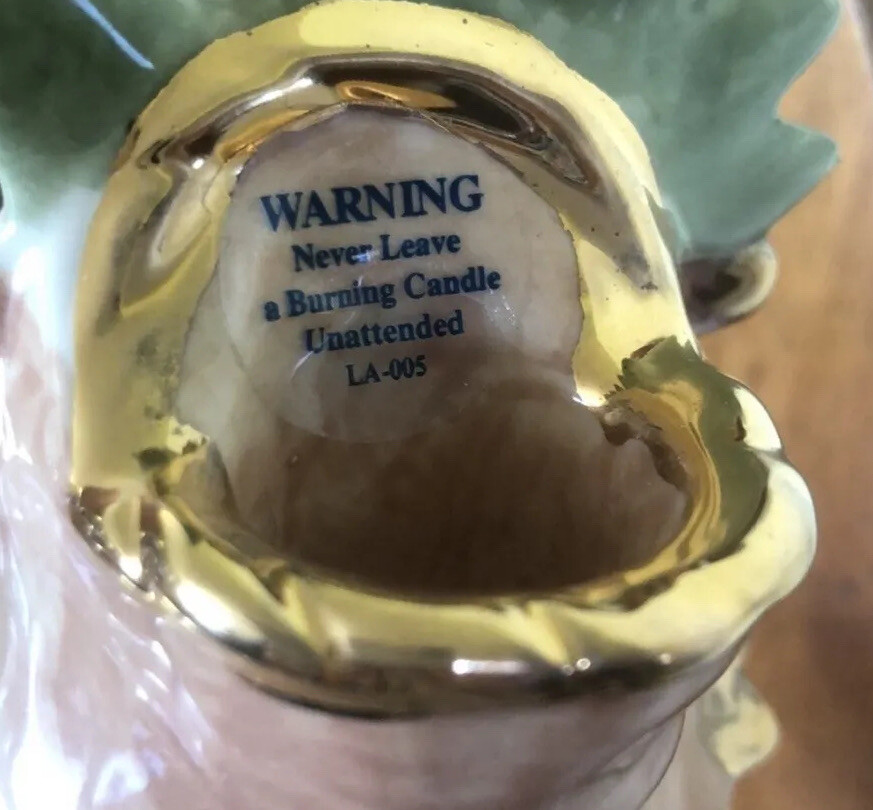 WARNING
Never Leave
a Burning Candle
Unattended
LA-005